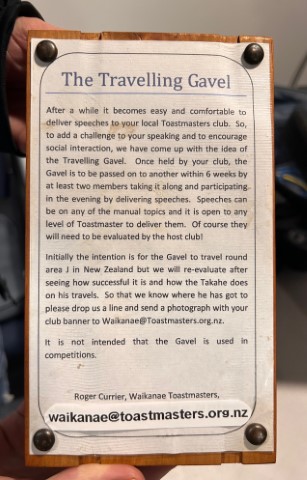 The Travelling Gavel
After a while it becomes easy and comfortable to
deliver speeches to your local Toastmasters club. So,
to add a challenge to your speaking and to encourage
social interaction, we have come up with the idea of
the Travelling Gavel. Once held by your club, the
Gavel is to be passed on to another within 6 weeks by
at least two members taking it along and participating
in the evening by delivering speeches. Speeches can
be on any of the manual topics and it is open to any
level of Toastmaster to deliver them. Of course they
will need to be evaluated by the host club!
Initially the intention is for the Gavel to travel round
area J in New Zealand but we will re-evaluate after
seeing how successful it is and how the Takahe does
on his travels. So that we know where he has got to
please drop us a line and send a photograph with your
club banner to Waikanae@Toastmasters.org.nz.
It is not intended that the Gavel is used in
competitions.
Roger Currier, Waikanae Toastmasters,
waikanae@toastmasters.org.nz